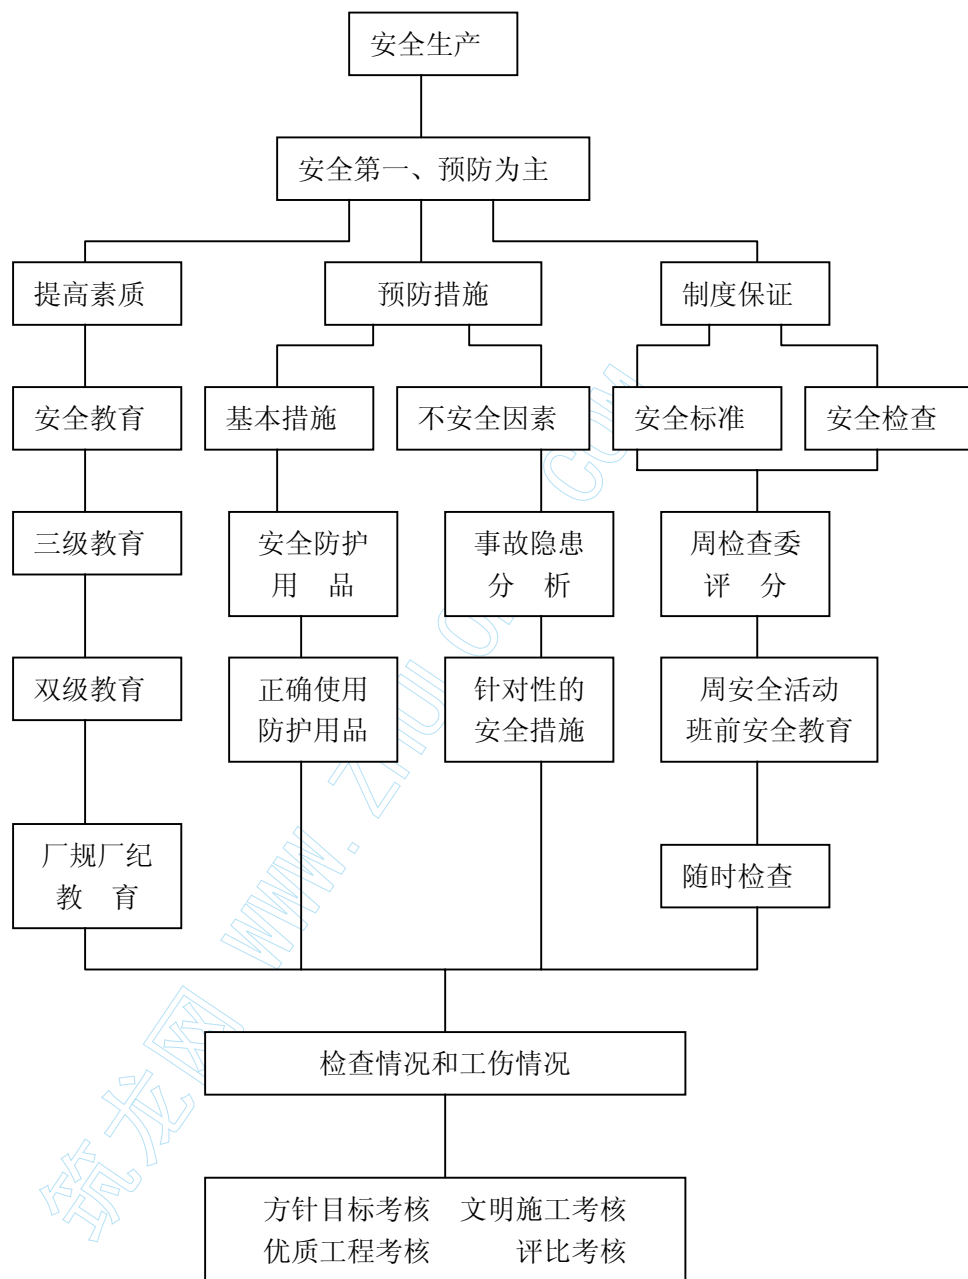 安全生产
安全第一、预防为主
提高素质
预防措施
制度保证
安全教育
基本措施
不安全因素
安全标准
安全检查
三级教育
安全防护
用 品
事故隐患
分 析
周检查委
评 分
双级教育
正确使用
防护用品
针对性的
安全措施
周安全活动
班前安全教育
厂规厂纪
教 育
随时检查
检查情况和工伤情况
方针目标考核 文明施工考核
优质工程考核 评比考核
筑龙网 WWW.ZHULONG.COM